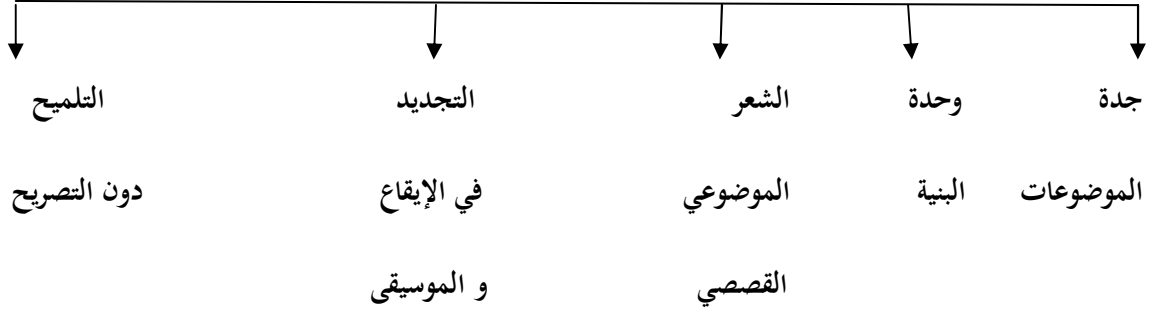 جدة وحدة الشعر التجديد التلميح
الموضوعات البنية الموضوعي في الإيقاع دون التصريح
القصصي و الموسيقى